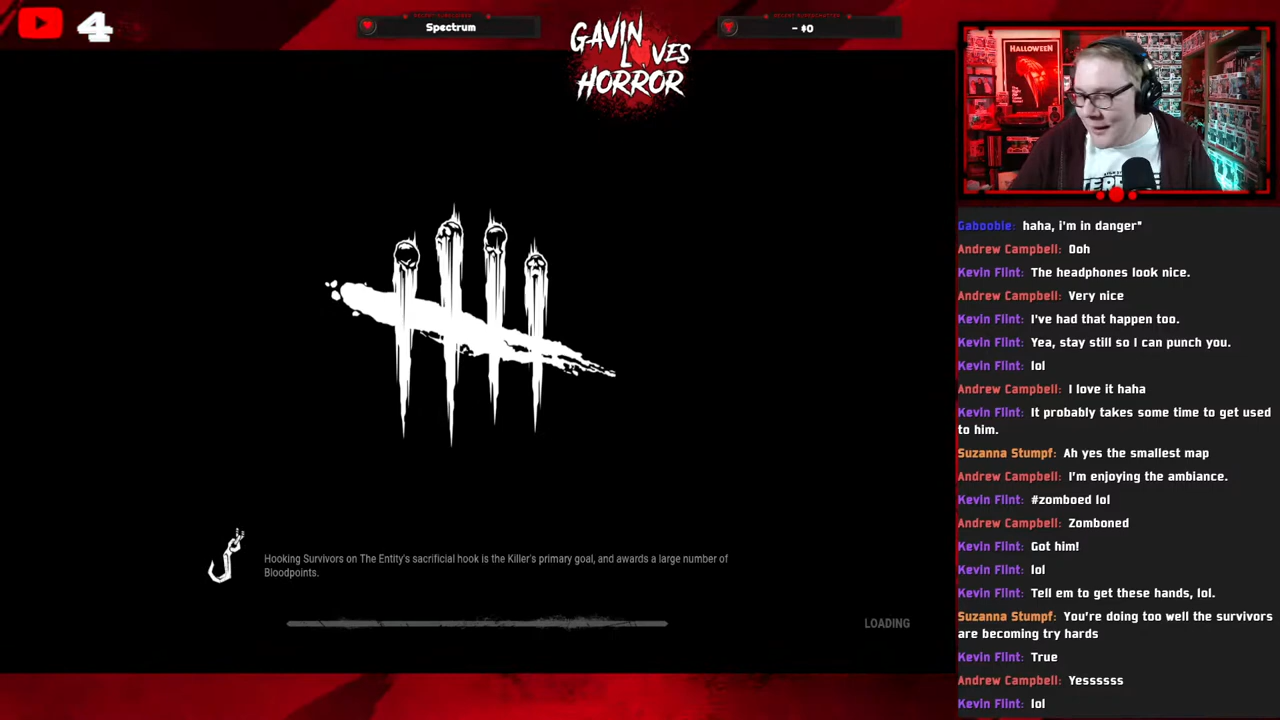 4
Spectrum
- $0
GAVIN
LOVES
HORROR
HALLOWEEN
Gaboobie: haha, i'm in danger"
Andrew Campbell: Ooh
Kevin Flint: The headphones look nice.
Andrew Campbell: Very nice
Kevin Flint: I've had that happen too.
Kevin Flint: Yea, stay still so I can punch you.
Kevin Flint: lol
Andrew Campbell: I love it haha
Kevin Flint: It probably takes some time to get used
to him.
Suzanna Stumpf: Ah yes the smallest map
Andrew Campbell: I'm enjoying the ambiance.
Kevin Flint: #zomboed lol
Andrew Campbell: Zomboned
Kevin Flint: Got him!
Kevin Flint: lol
Kevin Flint: Tell em to get these hands, lol.
Suzanna Stumpf: You're doing too well the survivors
are becoming try hards
Kevin Flint: True
Andrew Campbell: Yessssss
Kevin Flint: lol
Hooking Survivors on The Entity's sacrificial hook is the Killer's primary goal, and awards a large number of
Bloodpoints.
LOADING